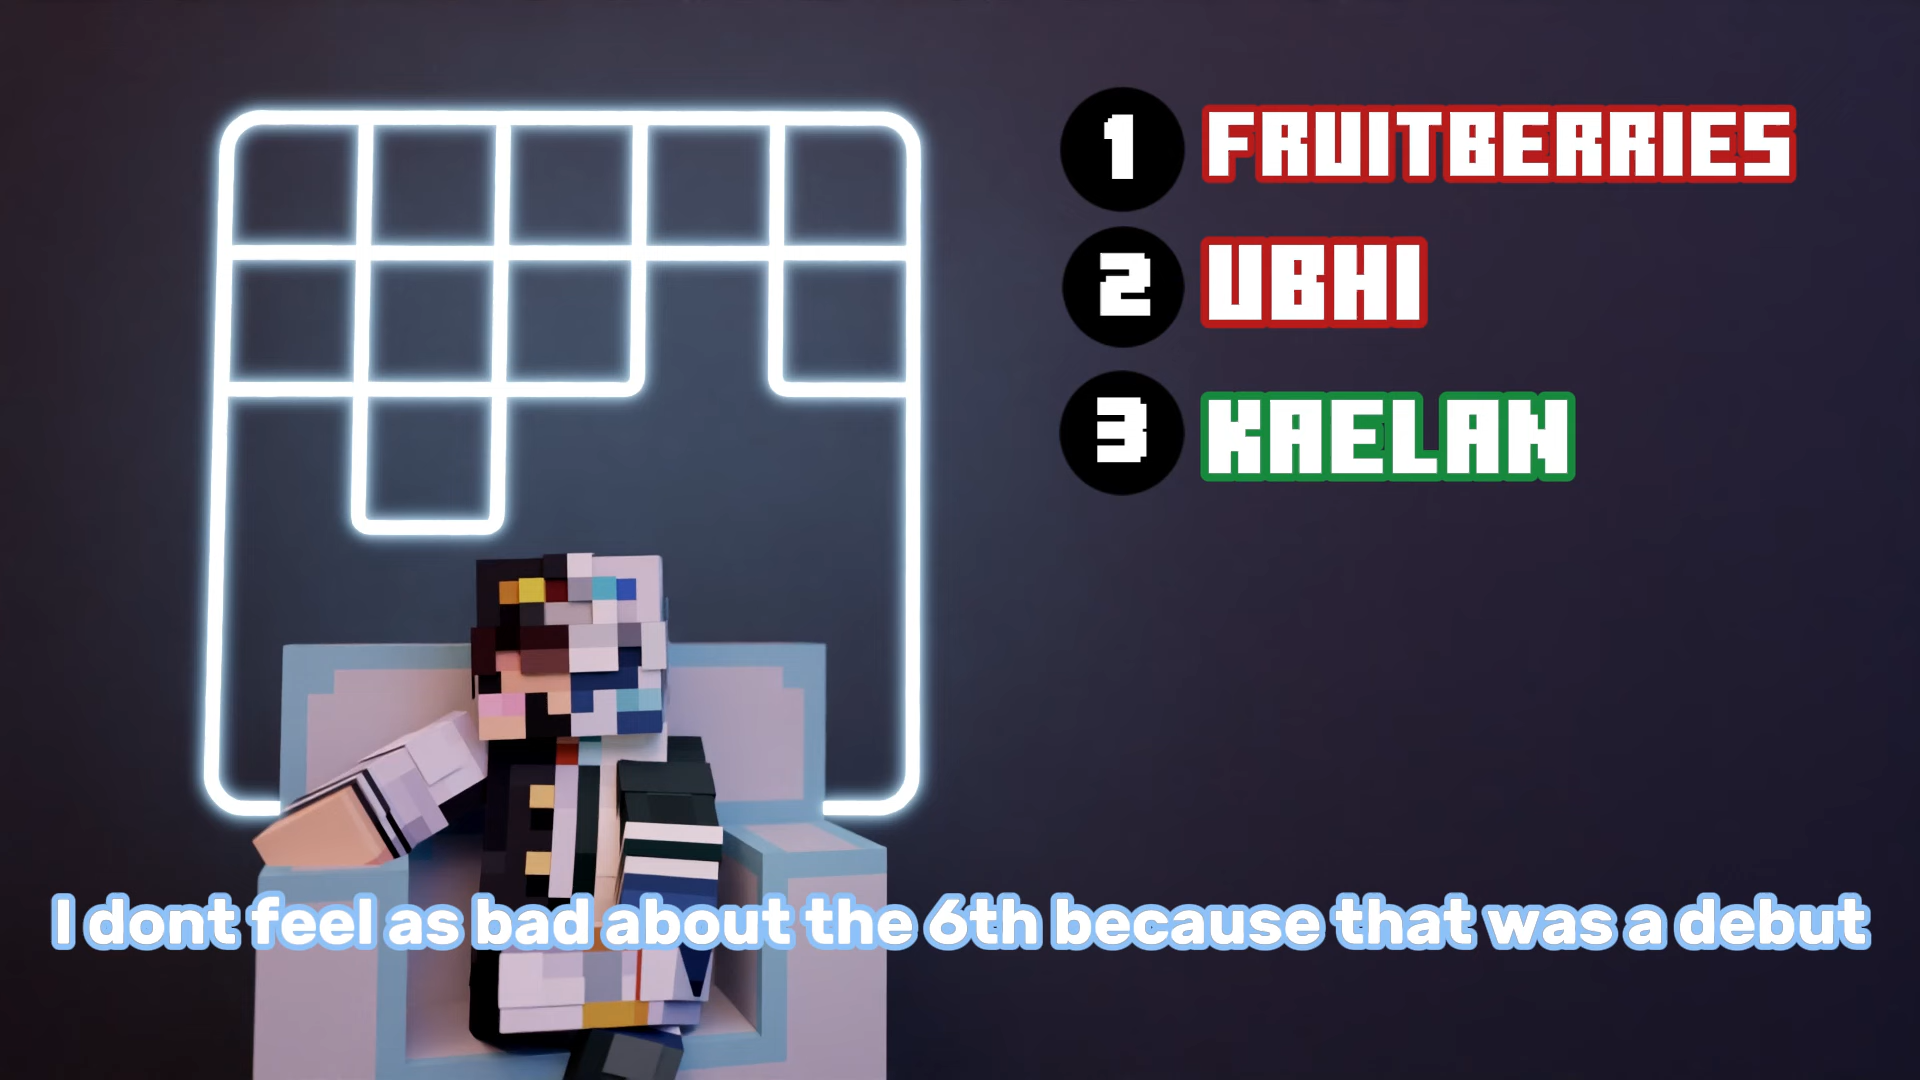 1 FRUITBERRIES
2 UBHI
3 KAELAN
I dont feel as bad about the 6th because that was a debut